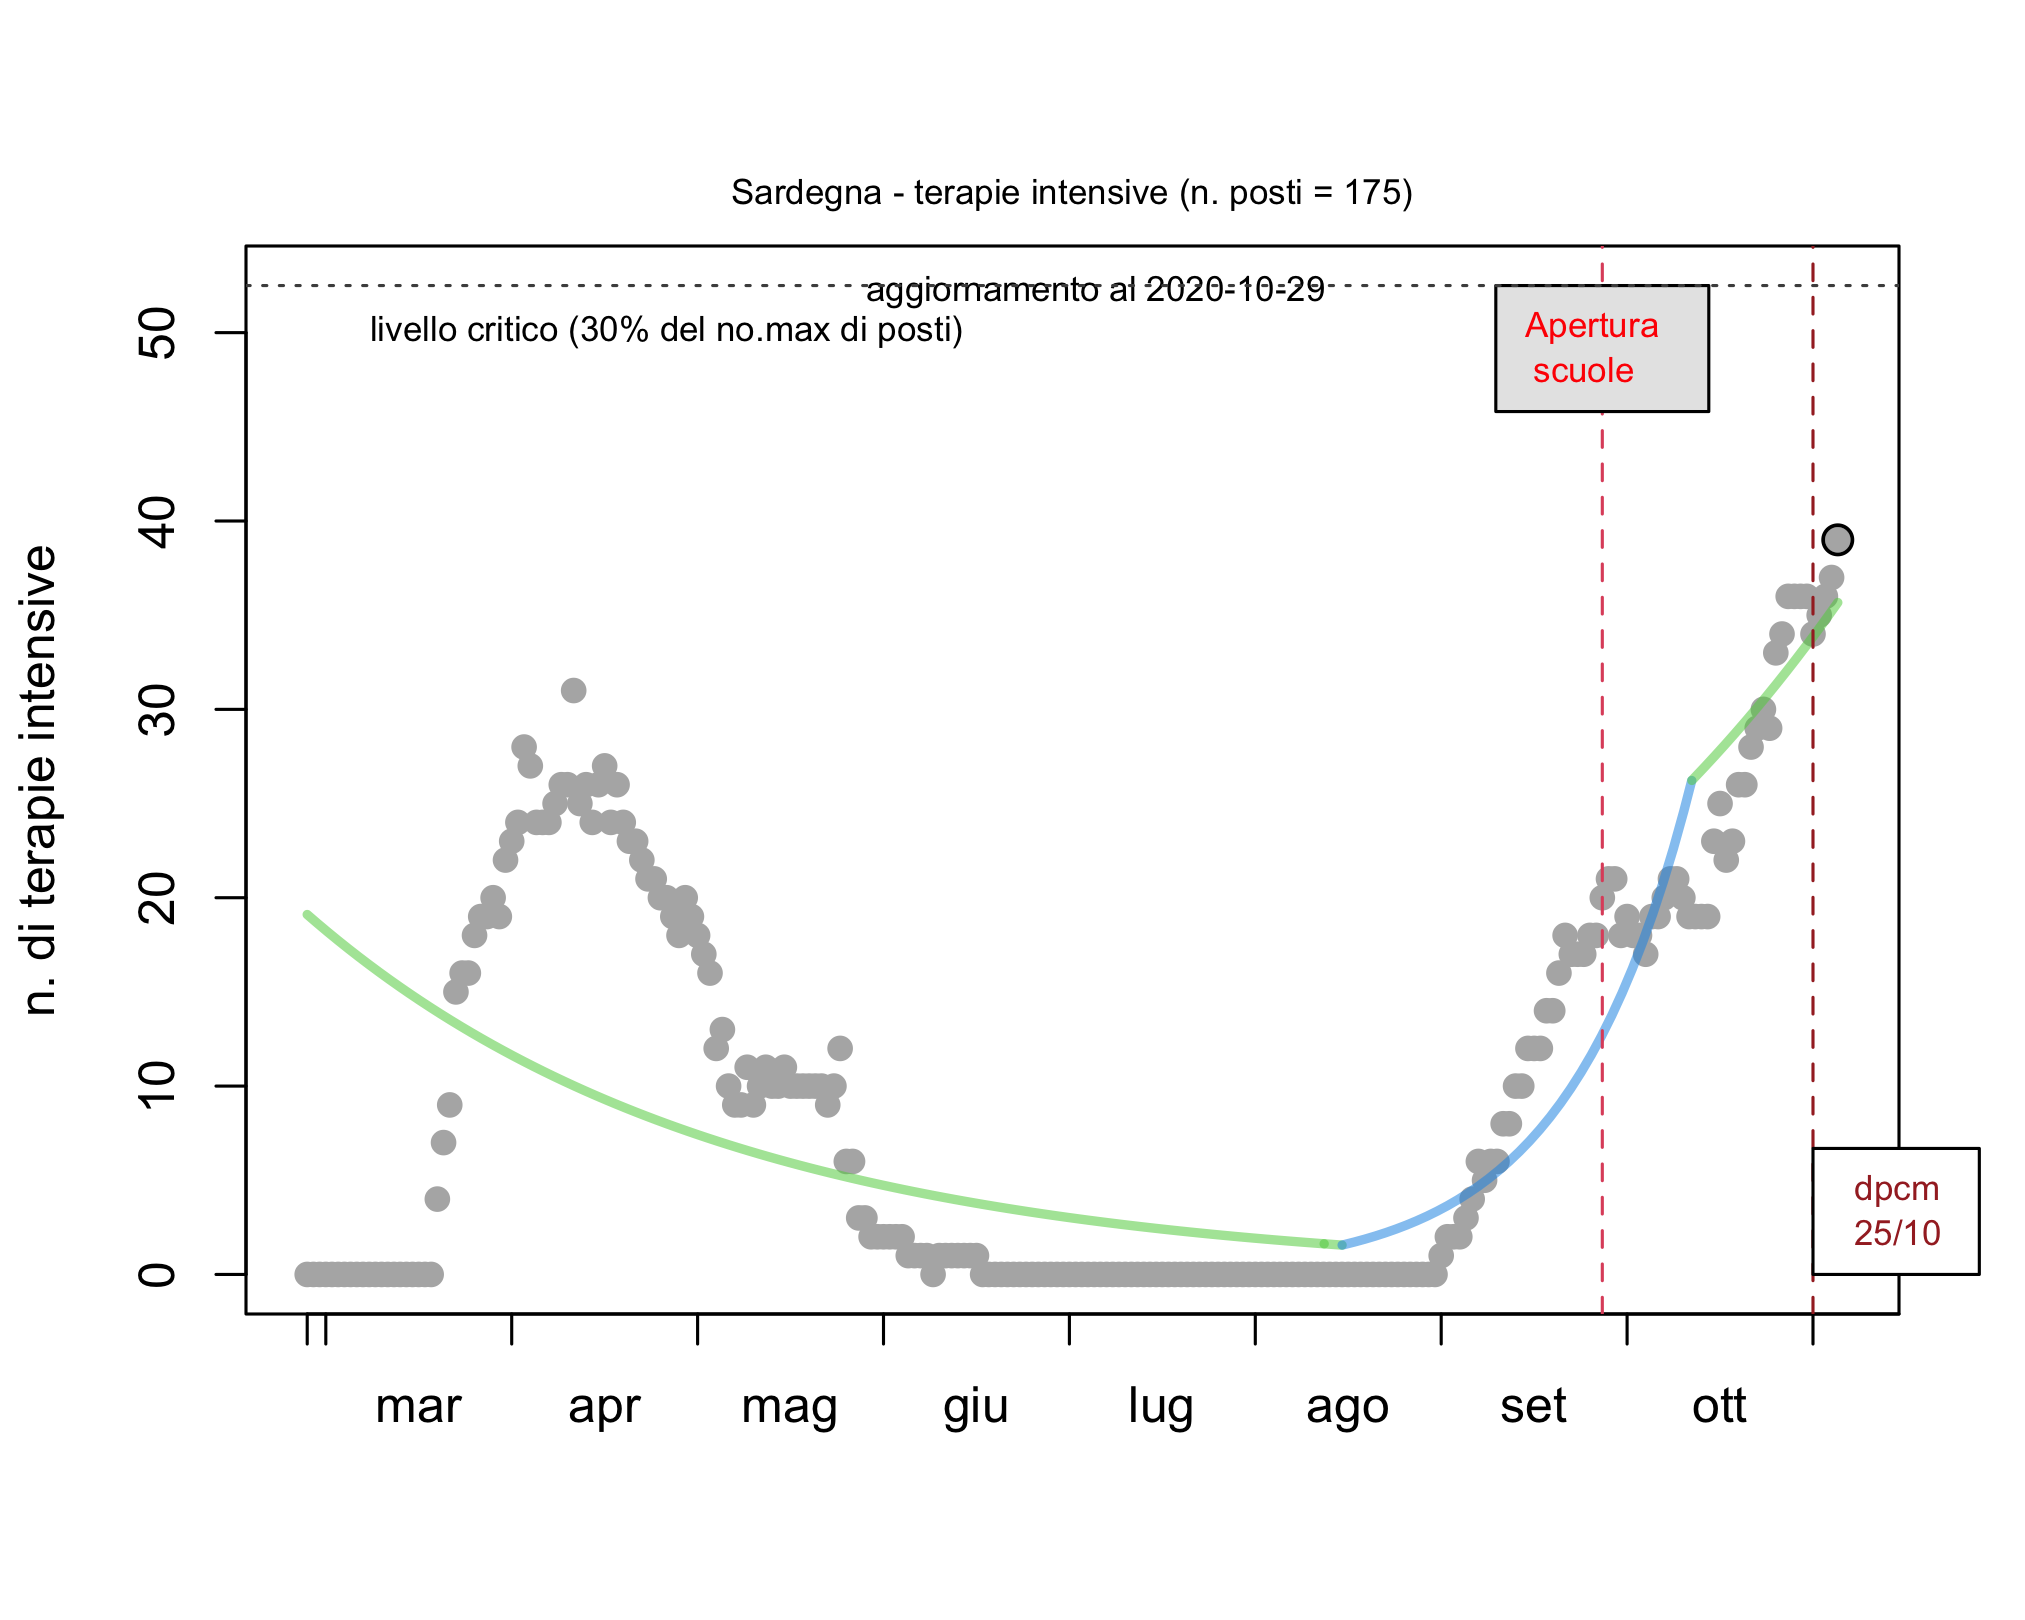 Sardegna - terapie intensive (n. posti = 175)
aggiornamento al 2020-10-29
livello critico (30% del no.max di posti)
Apertura
scuole
n. di terapie intensive
50
40
30
20
10
0
dpcm
25/10
mar apr mag giu lug ago set ott